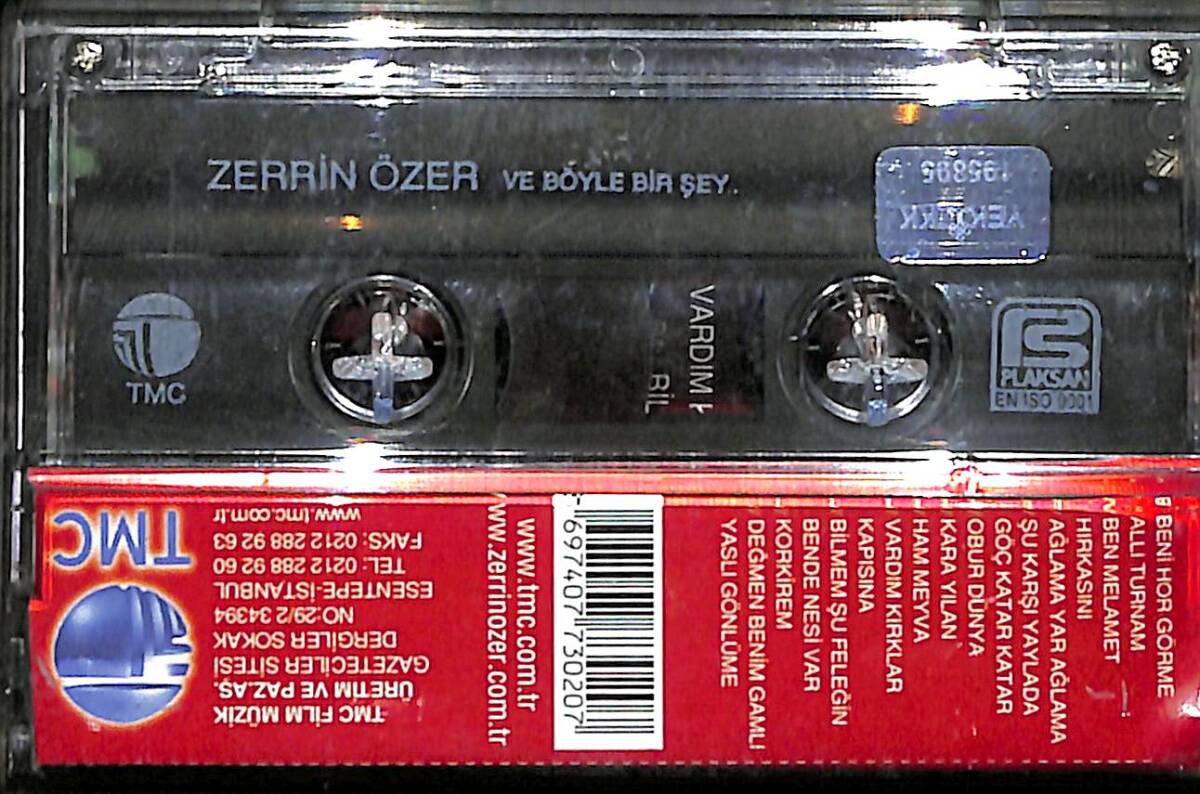 ZERRİN ÖZER VE BÖYLE BİR ŞEY.
195895
TMC
VARDIM
BİL
PLAKSAN
EN ISO 9001
BENİ HOR GÖRME
ALLI TURNAM
BEN MELAMET
HIRKASINI
AĞLAMA YAR AĞLAMA
ŞU KARŞI YAYLADA
GÖÇ KATAR KATAR
OBUR DÜNYA
KARA YILAN
HAM MEYVA
VARDIM KIRKLAR
KAPISINA
BİLMEM ŞU FELEĞİN
BENDE NESİ VAR
KORKİREM
DEĞMEN BENİM GAMLI
YASLI GÖNLÜME
697407 730207
www.tmc.com.tr
www.zerrinozer.com.tr
TMC FİLM MÜZİK
ÜRETİM VE PAZ.AŞ.
GAZETECİLER SİTESİ
DERGİLER SOKAK
NO:29/2 34394
ESENTEPE-İSTANBUL
TEL: 0212 288 92 60
FAKS: 0212 288 92 63
www.tmc.com.tr
TMC